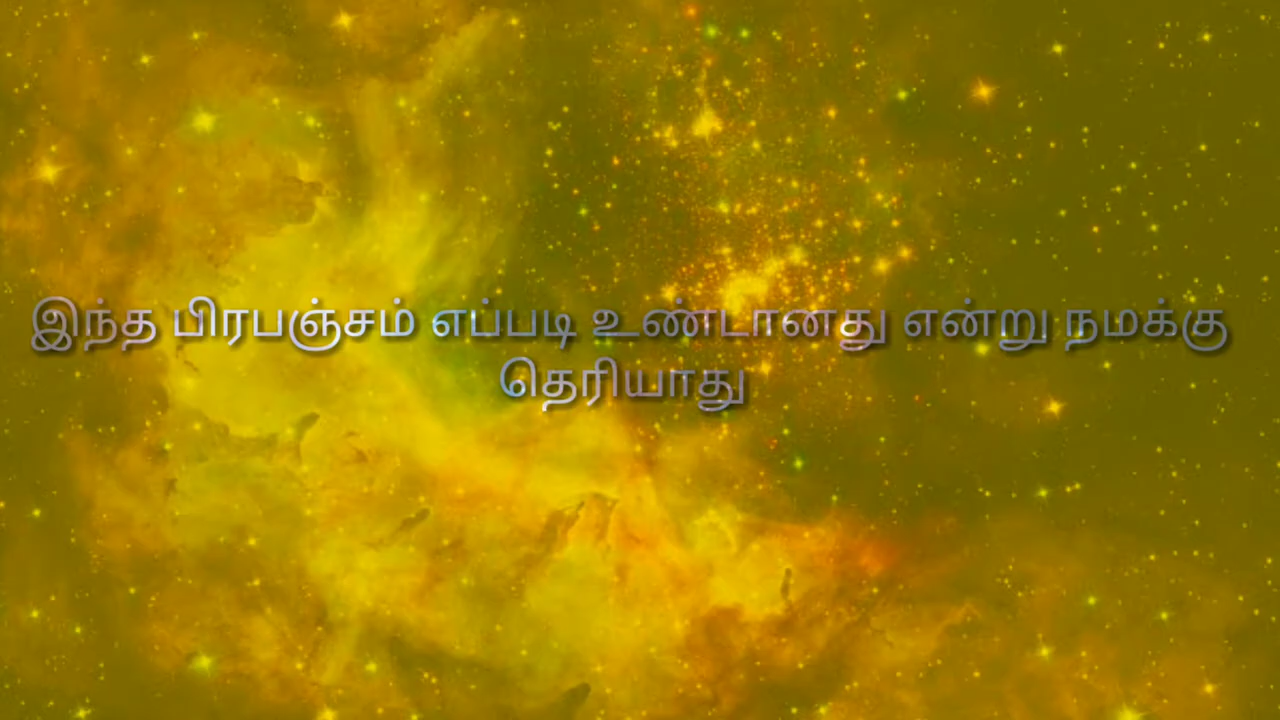 இந்த பிரபஞ்சம் எப்படி உண்டானது என்று நமக்கு
தெரியாது